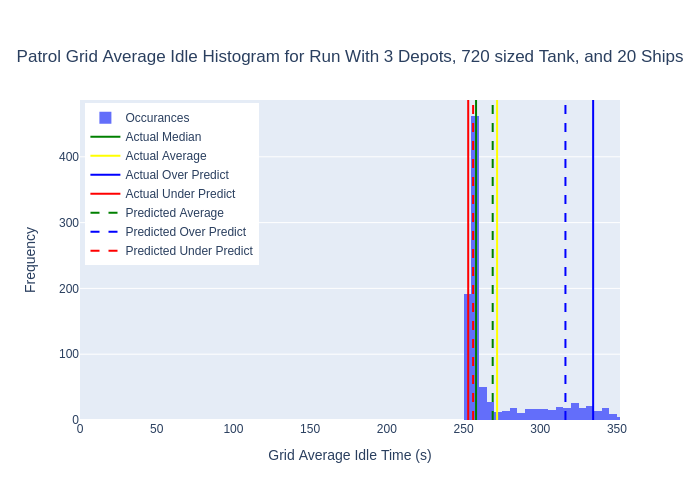 Patrol Grid Average Idle Histogram for Run With 3 Depots, 720 sized Tank, and 20 Ships
Occurances
Actual Median
Actual Average
Actual Over Predict
Actual Under Predict
Predicted Average
Predicted Over Predict
Predicted Under Predict
Frequency
400
300
200
100
0
0 50 100 150 200 250 300 350
Grid Average Idle Time (s)